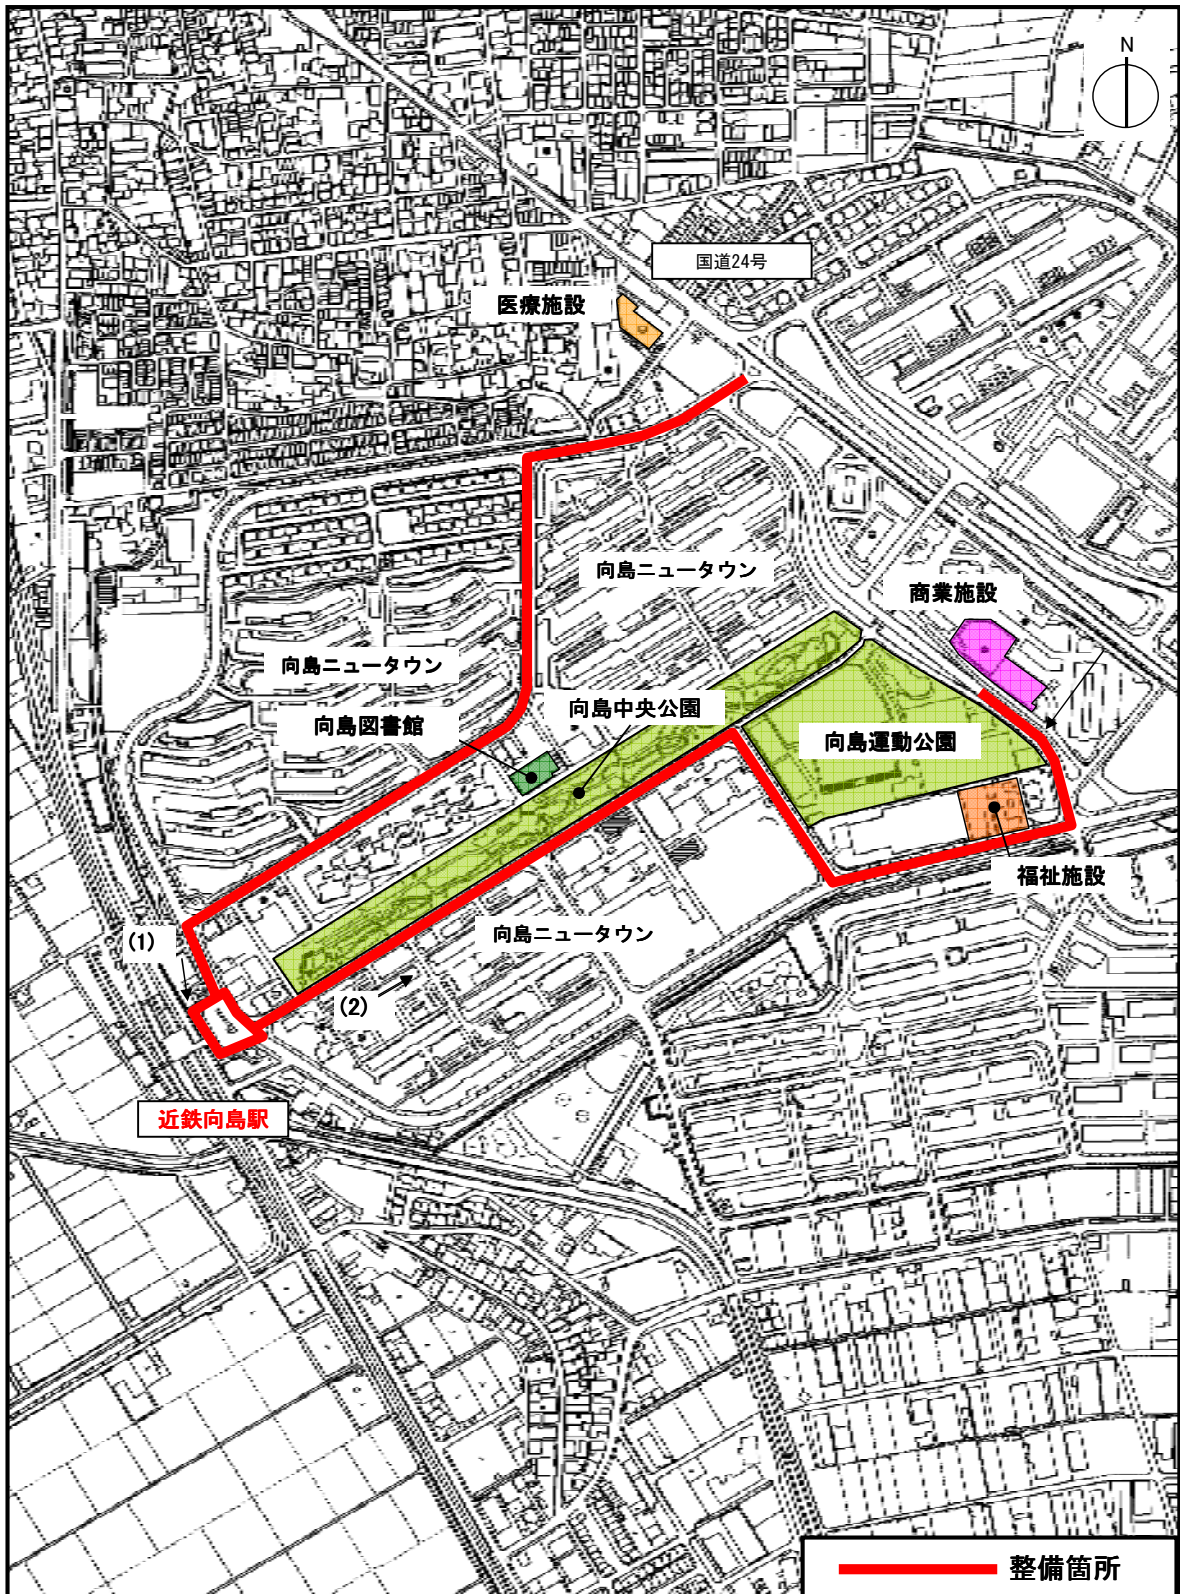 N
国道24号
医療施設
向島ニュータウン
商業施設
向島ニュータウン
向島中央公園
向島図書館
向島運動公園
福祉施設
向島ニュータウン
(1)
(2)
近鉄向島駅
整備箇所